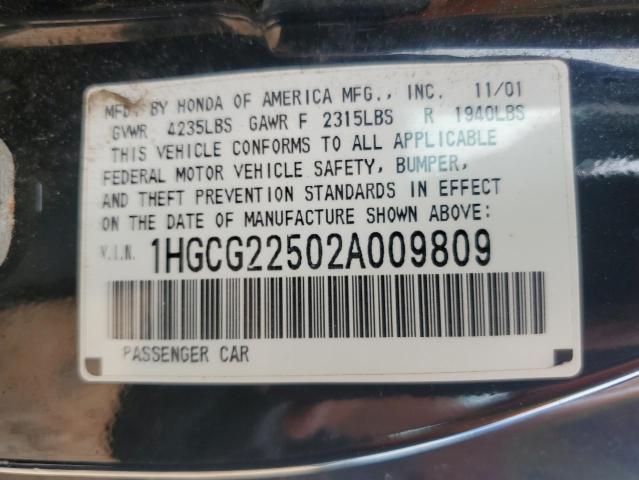 MFD. BY HONDA OF AMERICA MFG., INC. 11/01
GVWR 4235LBS GAWR F 2315LBS R 1940LBS
THIS VEHICLE CONFORMS TO ALL APPLICABLE
FEDERAL MOTOR VEHICLE SAFETY, BUMPER,
AND THEFT PREVENTION STANDARDS IN EFFECT
ON THE DATE OF MANUFACTURE SHOWN ABOVE:
V.I.N. 1HGCG22502A009809
PASSENGER CAR